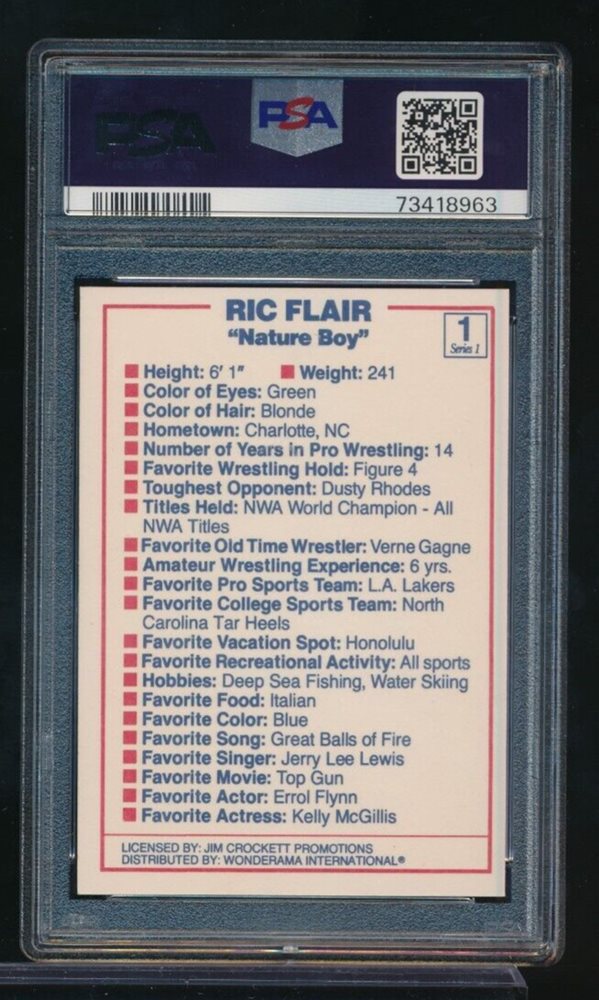 PSA
PSA
73418963
RIC FLAIR
"Nature Boy"
1
Series 1
Height: 6' 1" Weight: 241
Color of Eyes: Green
Color of Hair: Blonde
Hometown: Charlotte, NC
Number of Years in Pro Wrestling: 14
Favorite Wrestling Hold: Figure 4
Toughest Opponent: Dusty Rhodes
Titles Held: NWA World Champion - All
NWA Titles
Favorite Old Time Wrestler: Verne Gagne
Amateur Wrestling Experience: 6 yrs.
Favorite Pro Sports Team: L.A. Lakers
Favorite College Sports Team: North
Carolina Tar Heels
Favorite Vacation Spot: Honolulu
Favorite Recreational Activity: All sports
Hobbies: Deep Sea Fishing, Water Skiing
Favorite Food: Italian
Favorite Color: Blue
Favorite Song: Great Balls of Fire
Favorite Singer: Jerry Lee Lewis
Favorite Movie: Top Gun
Favorite Actor: Errol Flynn
Favorite Actress: Kelly McGillis
LICENSED BY: JIM CROCKETT PROMOTIONS
DISTRIBUTED BY: WONDERAMA INTERNATIONAL®